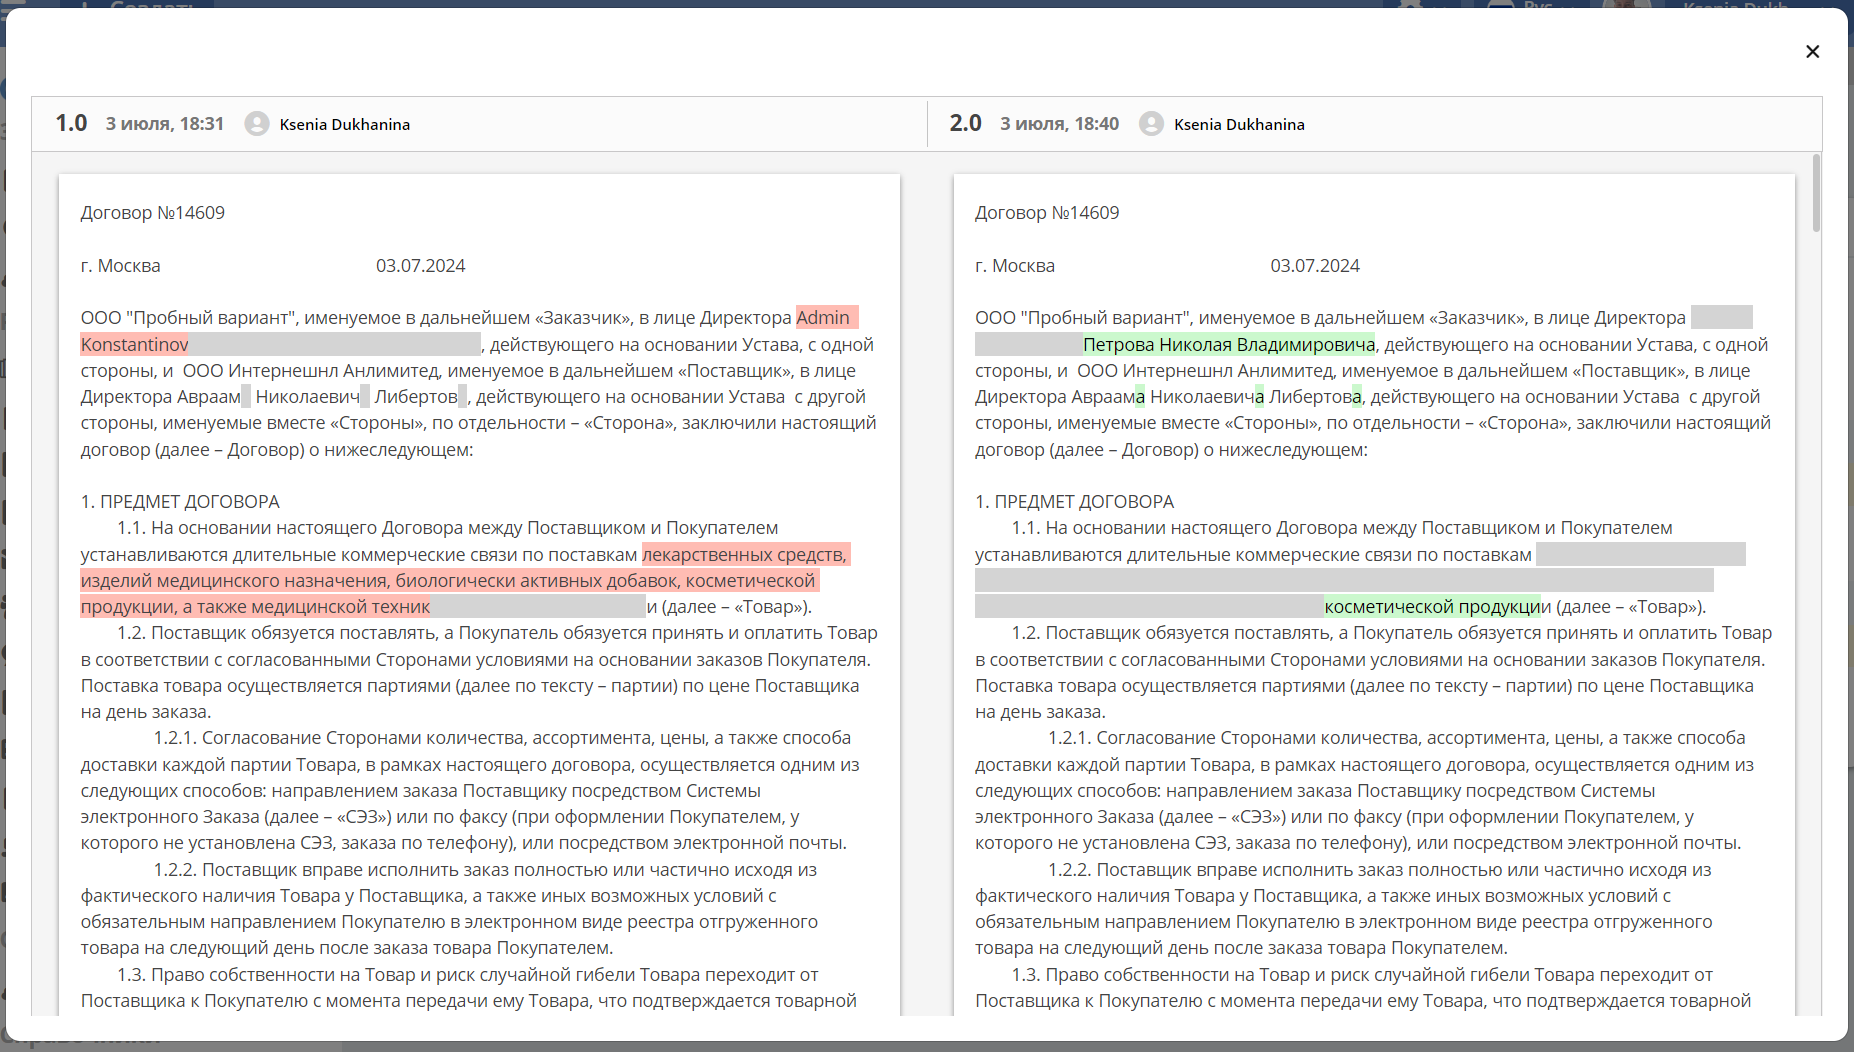 Создать
Рус
1.0 3 июля, 18:31 Ksenia Dukhanina
Договор №14609
г. Москва 03.07.2024
ООО "Пробный вариант", именуемое в дальнейшем «Заказчик», в лице Директора Admin
Konstantinov, действующего на основании Устава, с одной
стороны, и ООО Интернешнл Анлимитед, именуемое в дальнейшем «Поставщик», в лице
Директора Авраам Николаевич Либертов, действующего на основании Устава с другой
стороны, именуемые вместе «Стороны», по отдельности – «Сторона», заключили настоящий
договор (далее – Договор) о нижеследующем:
1. ПРЕДМЕТ ДОГОВОРА
1.1. На основании настоящего Договора между Поставщиком и Покупателем
устанавливаются длительные коммерческие связи по поставкам лекарственных средств,
изделий медицинского назначения, биологически активных добавок, косметической
продукции, а также медицинской техники (далее – «Товар»).
1.2. Поставщик обязуется поставлять, а Покупатель обязуется принять и оплатить Товар
в соответствии с согласованными Сторонами условиями на основании заказов Покупателя.
Поставка товара осуществляется партиями (далее по тексту – партии) по цене Поставщика
на день заказа.
1.2.1. Согласование Сторонами количества, ассортимента, цены, а также способа
доставки каждой партии Товара, в рамках настоящего договора, осуществляется одним из
следующих способов: направлением заказа Поставщику посредством Системы
электронного Заказа (далее – «СЭЗ») или по факсу (при оформлении Покупателем, у
которого не установлена СЭЗ, заказа по телефону), или посредством электронной почты.
1.2.2. Поставщик вправе исполнить заказ полностью или частично исходя из
фактического наличия Товара у Поставщика, а также иных возможных условий с
обязательным направлением Покупателю в электронном виде реестра отгруженного
товара на следующий день после заказа товара Покупателем.
1.3. Право собственности на Товар и риск случайной гибели Товара переходит от
Поставщика к Покупателю с момента передачи ему Товара, что подтверждается товарной
2.0 3 июля, 18:40 Ksenia Dukhanina
Договор №14609
г. Москва 03.07.2024
ООО "Пробный вариант", именуемое в дальнейшем «Заказчик», в лице Директора
Петрова Николая Владимировича, действующего на основании Устава, с одной
стороны, и ООО Интернешнл Анлимитед, именуемое в дальнейшем «Поставщик», в лице
Директора Авраама Николаевича Либертова, действующего на основании Устава с другой
стороны, именуемые вместе «Стороны», по отдельности – «Сторона», заключили настоящий
договор (далее – Договор) о нижеследующем:
1. ПРЕДМЕТ ДОГОВОРА
1.1. На основании настоящего Договора между Поставщиком и Покупателем
устанавливаются длительные коммерческие связи по поставкам
косметической продукции (далее – «Товар»).
1.2. Поставщик обязуется поставлять, а Покупатель обязуется принять и оплатить Товар
в соответствии с согласованными Сторонами условиями на основании заказов Покупателя.
Поставка товара осуществляется партиями (далее по тексту – партии) по цене Поставщика
на день заказа.
1.2.1. Согласование Сторонами количества, ассортимента, цены, а также способа
доставки каждой партии Товара, в рамках настоящего договора, осуществляется одним из
следующих способов: направлением заказа Поставщику посредством Системы
электронного Заказа (далее – «СЭЗ») или по факсу (при оформлении Покупателем, у
которого не установлена СЭЗ, заказа по телефону), или посредством электронной почты.
1.2.2. Поставщик вправе исполнить заказ полностью или частично исходя из
фактического наличия Товара у Поставщика, а также иных возможных условий с
обязательным направлением Покупателю в электронном виде реестра отгруженного
товара на следующий день после заказа товара Покупателем.
1.3. Право собственности на Товар и риск случайной гибели Товара переходит от
Поставщика к Покупателю с момента передачи ему Товара, что подтверждается товарной